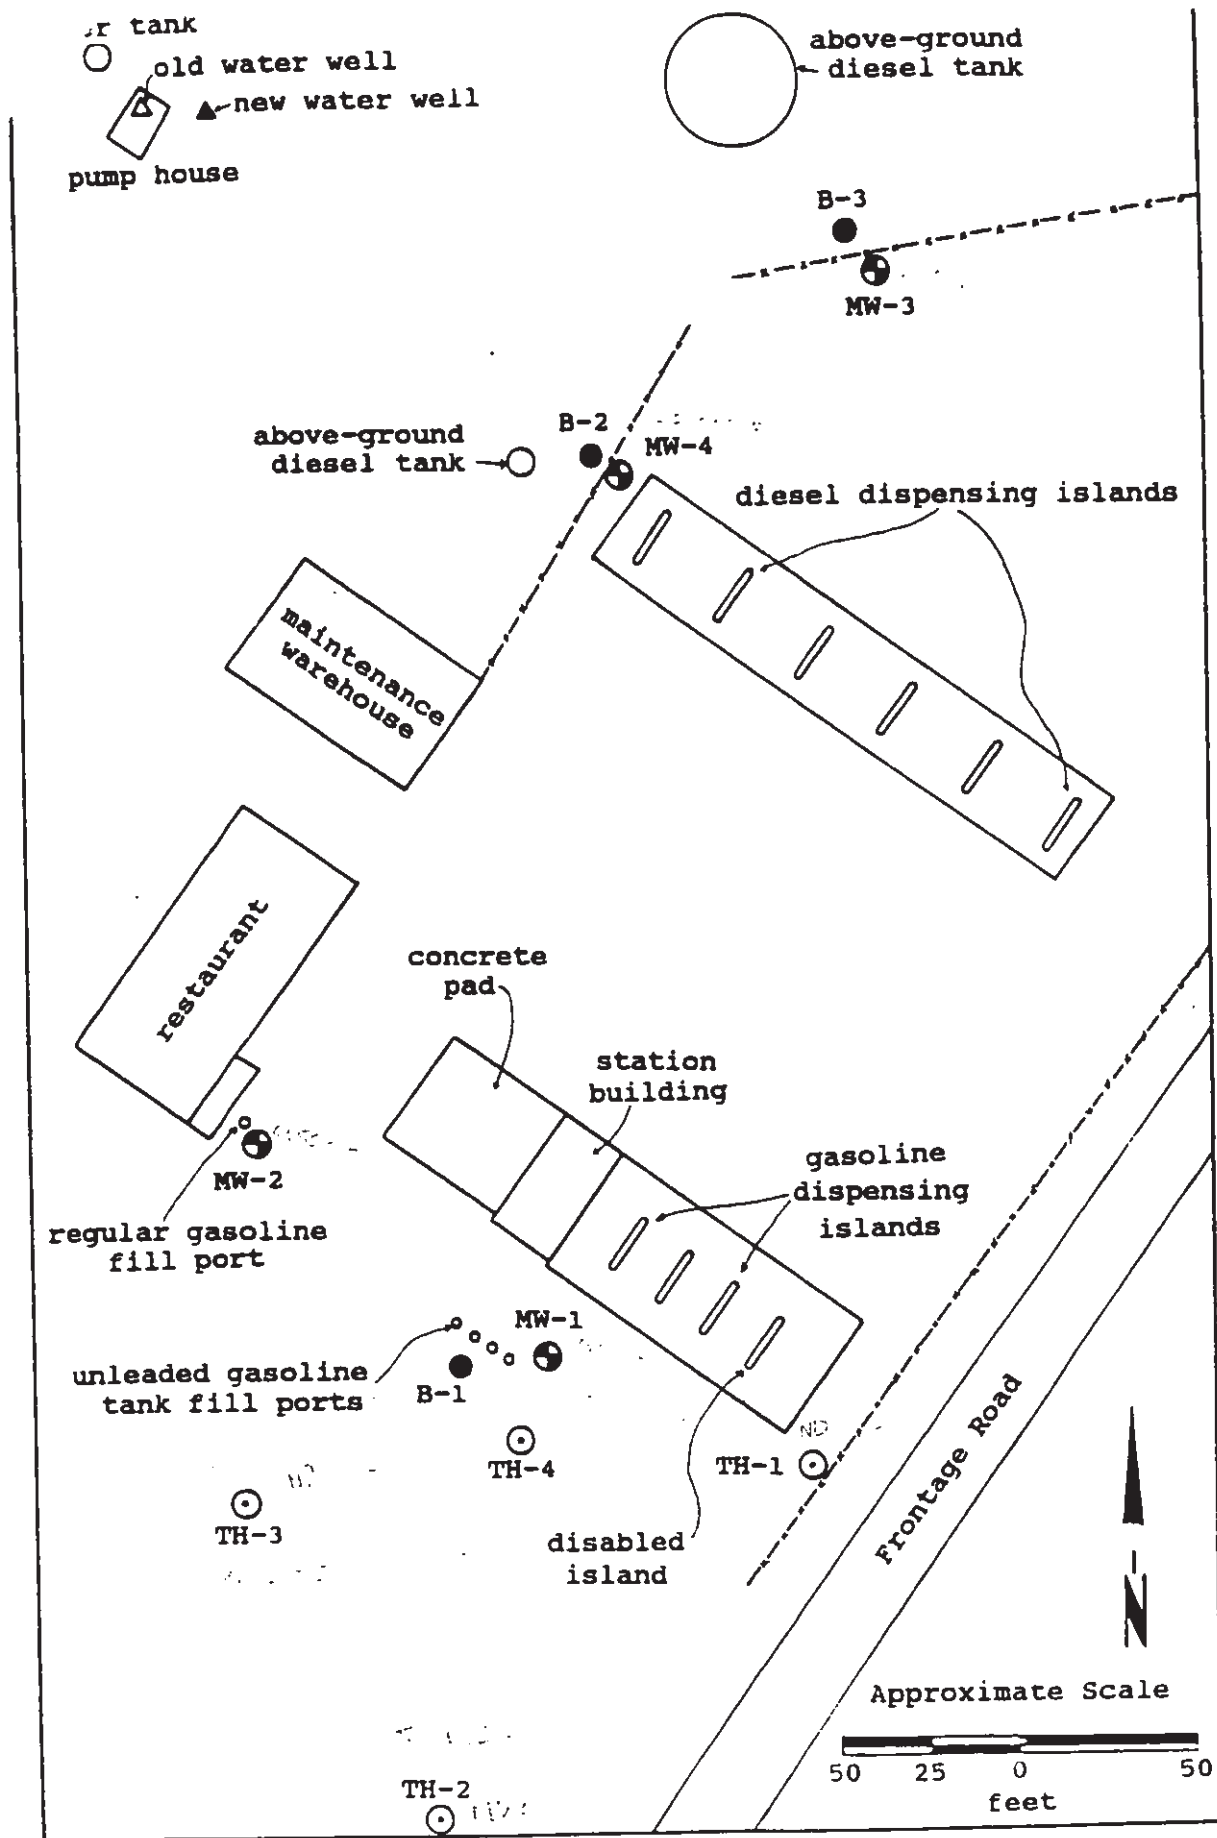 tank
old water well
new water well
pump house
above-ground
diesel tank
B-3
MW-3
above-ground
diesel tank
B-2
MW-4
diesel dispensing islands
maintenance
warehouse
restaurant
concrete
pad
station
building
gasoline
dispensing
islands
MW-2
regular gasoline
fill port
MW-1
unleaded gasoline
tank fill ports
B-1
TH-4
ND
TH-1
TH-3
disabled
island
Frontage Road
N
Approximate Scale
50 25 0 50
feet
TH-2